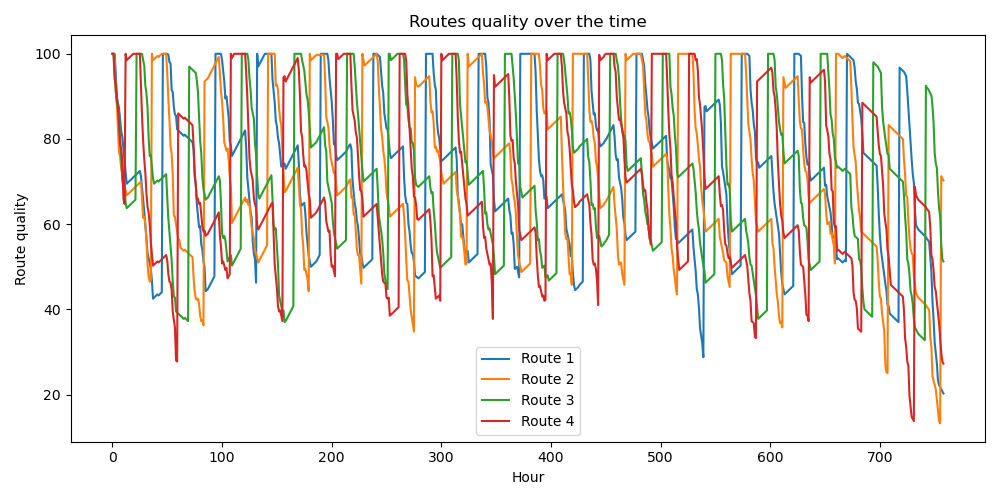 Routes quality over the time
Route quality
100
80
60
40
20
0 100 200 300 400 500 600 700
Hour
Route 1
Route 2
Route 3
Route 4